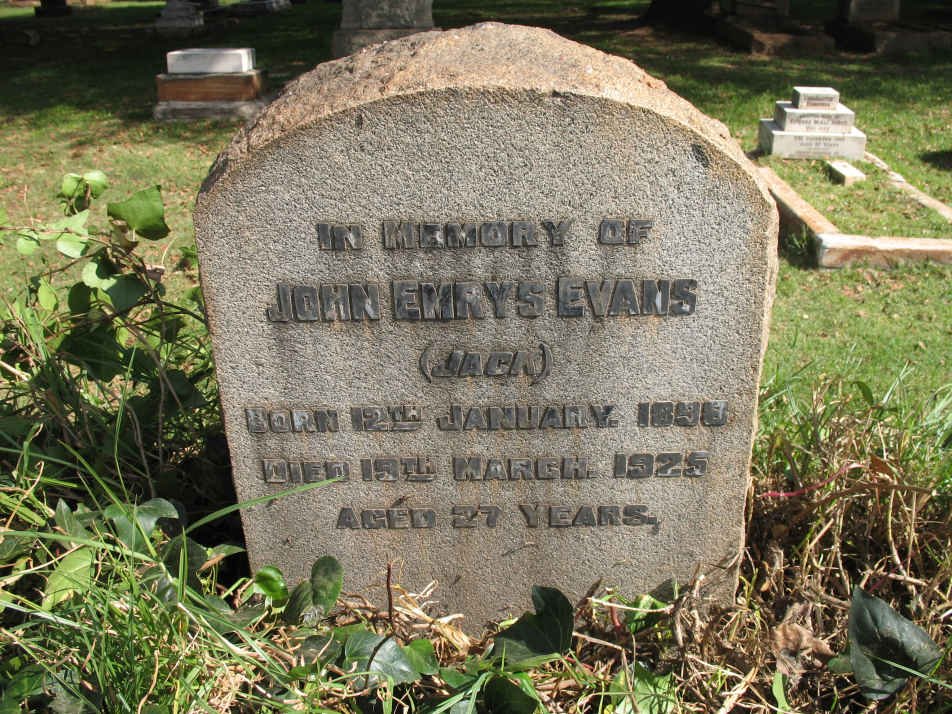 IN MEMORY OF
JOHN EMRYS EVANS
(JACK)
BORN 12TH JANUARY. 1898.
DIED 19TH MARCH. 1925
AGED 27 YEARS.